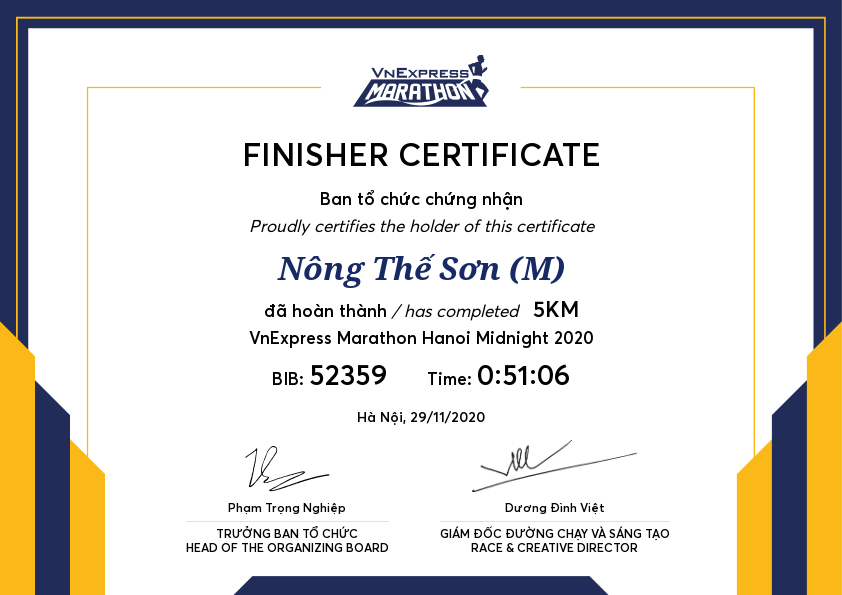 VNEXPRESS
MARATHON
FINISHER CERTIFICATE
Ban tổ chức chứng nhận
Proudly certifies the holder of this certificate
Nông Thế Sơn (M)
đã hoàn thành / has completed 5KM
VnExpress Marathon Hanoi Midnight 2020
BIB: 52359 Time: 0:51:06
Hà Nội, 29/11/2020
Phạm Trọng Nghiệp
TRƯỞNG BAN TỔ CHỨC
HEAD OF THE ORGANIZING BOARD
Dương Đình Việt
GIÁM ĐỐC ĐƯỜNG CHẠY VÀ SÁNG TẠO
RACE & CREATIVE DIRECTOR